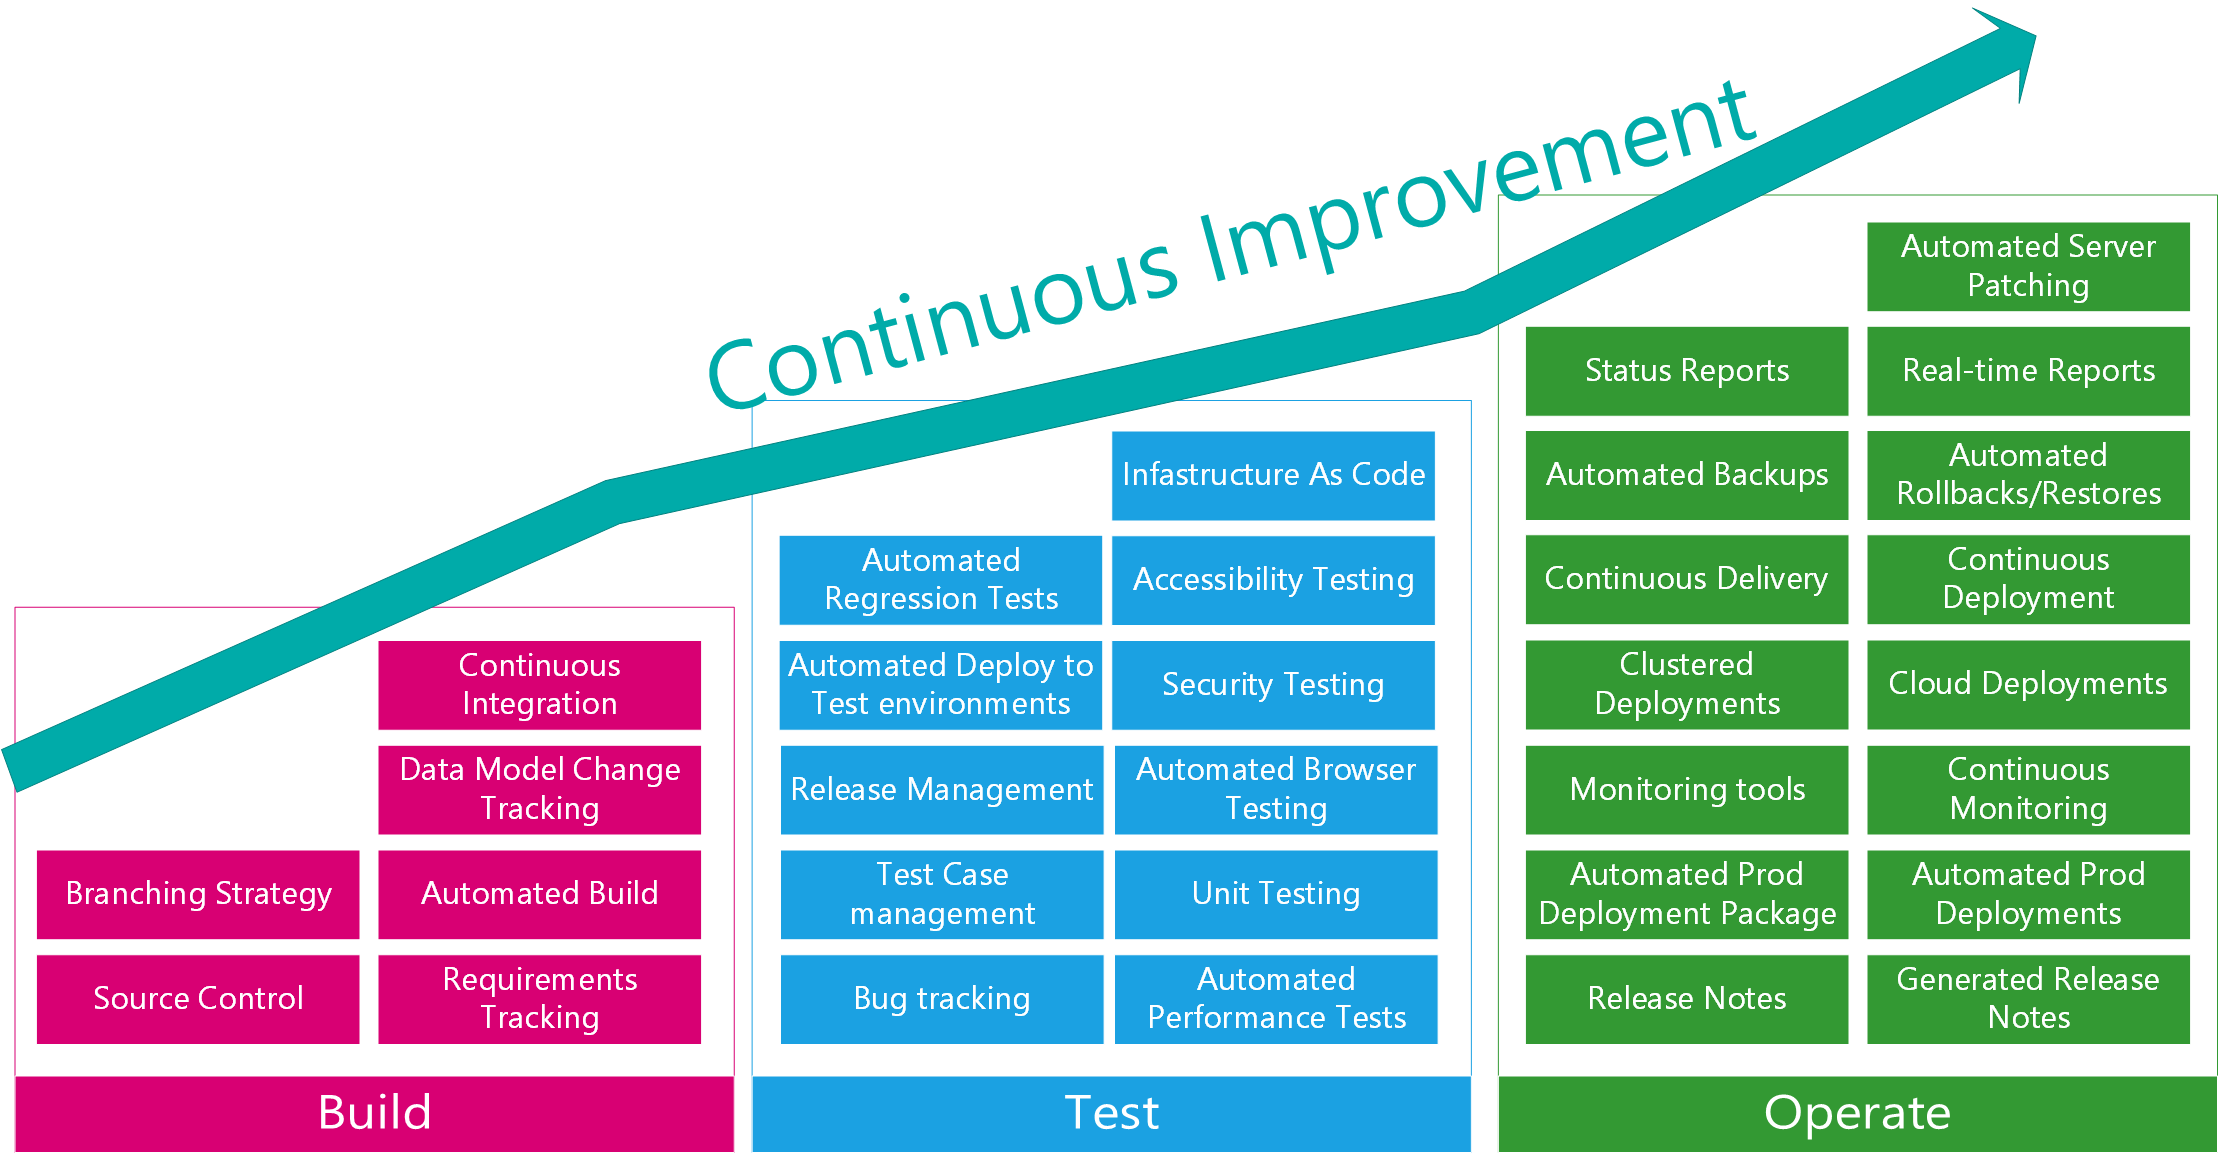 Continuous Improvement
Continuous
Integration
Data Model Change
Tracking
Branching Strategy
Automated Build
Source Control
Requirements
Tracking
Build
Infastructure As Code
Automated
Regression Tests
Accessibility Testing
Automated Deploy to
Test environments
Security Testing
Release Management
Automated Browser
Testing
Test Case
management
Unit Testing
Bug tracking
Automated
Performance Tests
Test
Automated Server
Patching
Status Reports
Real-time Reports
Automated Backups
Automated
Rollbacks/Restores
Continuous Delivery
Continuous
Deployment
Clustered
Deployments
Cloud Deployments
Monitoring tools
Continuous
Monitoring
Automated Prod
Deployment Package
Automated Prod
Deployments
Release Notes
Generated Release
Notes
Operate